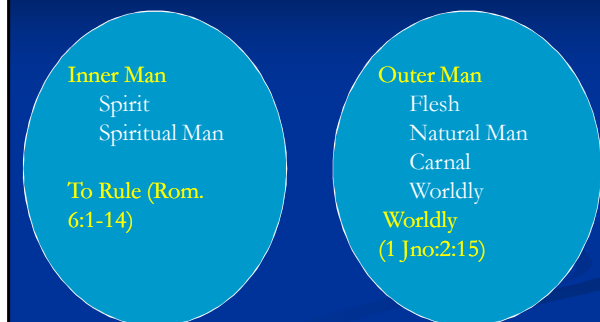 Inner Man
Spirit
Spiritual Man
To Rule (Rom.
6:1-14)
Outer Man
Flesh
Natural Man
Carnal
Worldly
Worldly
(1 Jno:2:15)